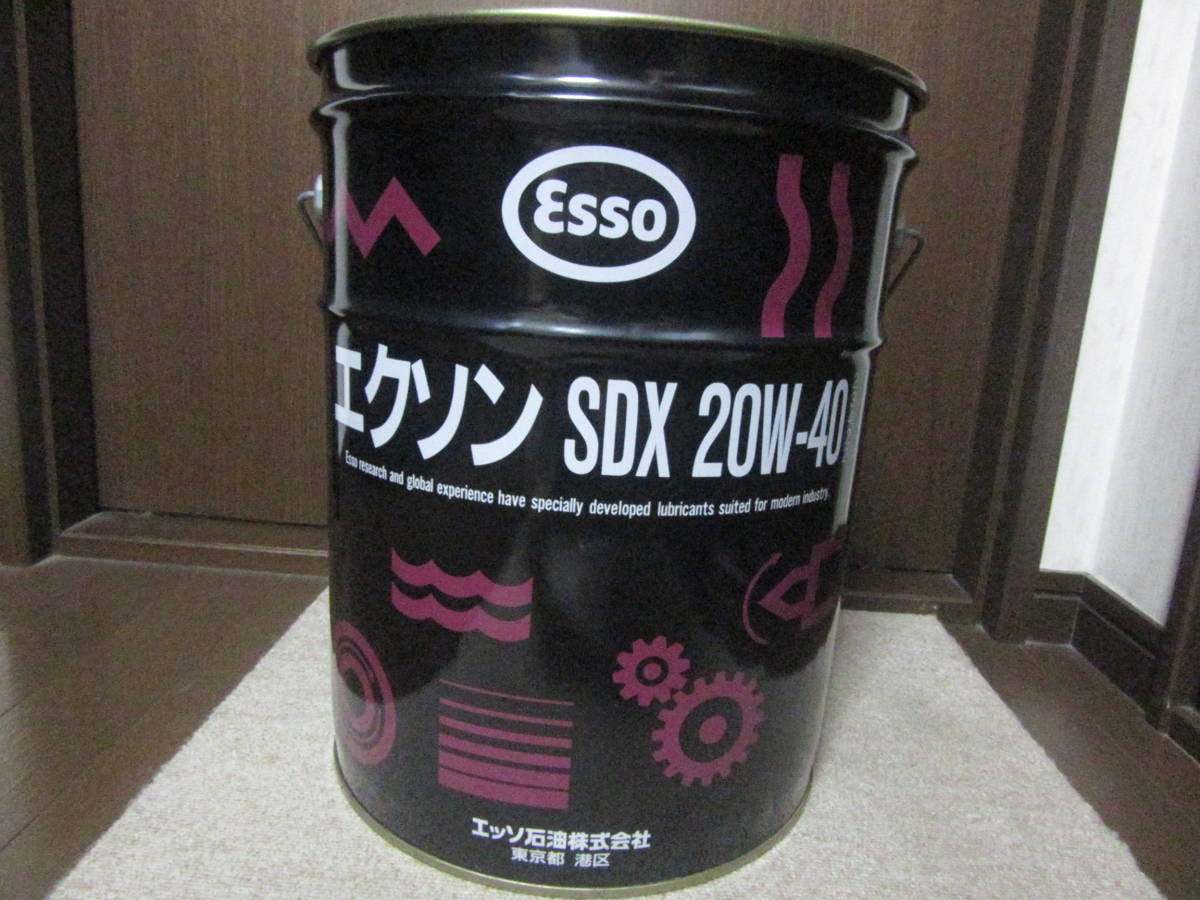 Esso
エクソン SDX 20W-40
Esso research and global experience have specially developed lubricants suited for modern industry.
エッソ石油株式会社
東京都 港区